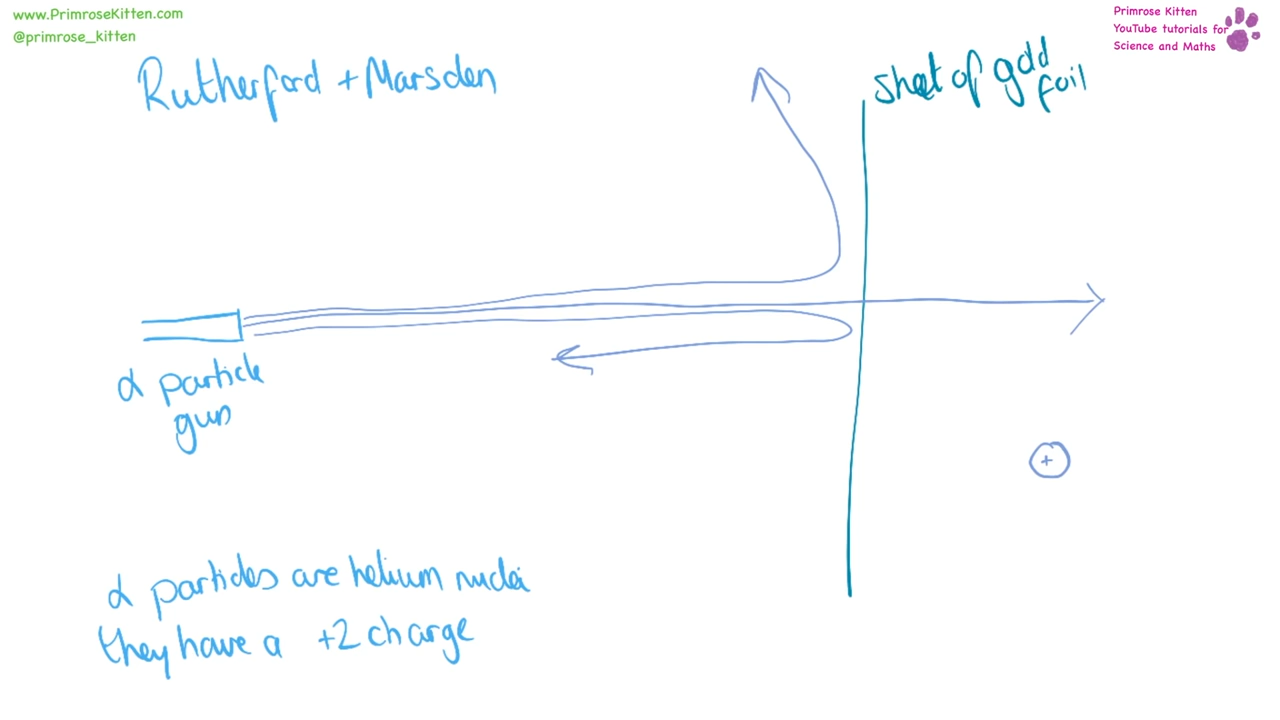 www.PrimroseKitten.com
@primrose_kitten
Primrose Kitten
YouTube tutorials for
Science and Maths
Rutherford + Marsden
sheet of gold
foil
α particle
gun
+
α particles are helium nuclei
they have a +2 charge